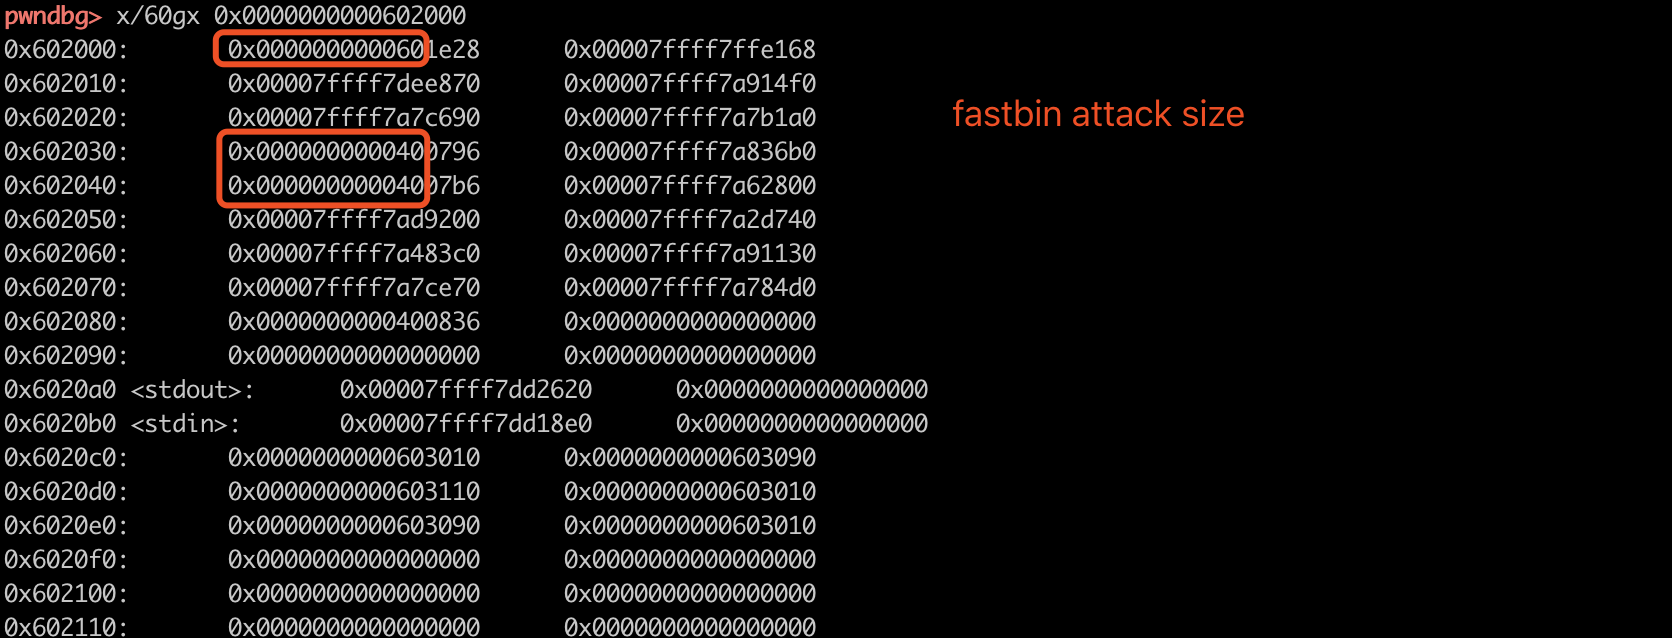 pwndbg> x/60gx 0x0000000000602000
0x602000: 0x0000000000601e28 0x00007ffff7ffe168
0x602010: 0x00007ffff7dee870 0x00007ffff7a914f0
fastbin attack size
0x602020: 0x00007ffff7a7c690 0x00007ffff7a7b1a0
0x602030: 0x0000000000400796 0x00007ffff7a836b0
0x602040: 0x00000000004007b6 0x00007ffff7a62800
0x602050: 0x00007ffff7ad9200 0x00007ffff7a2d740
0x602060: 0x00007ffff7a483c0 0x00007ffff7a91130
0x602070: 0x00007ffff7a7ce70 0x00007ffff7a784d0
0x602080: 0x0000000000400836 0x0000000000000000
0x602090: 0x0000000000000000 0x0000000000000000
0x6020a0 <stdout>: 0x00007ffff7dd2620 0x0000000000000000
0x6020b0 <stdin>: 0x00007ffff7dd18e0 0x0000000000000000
0x6020c0: 0x0000000000603010 0x0000000000603090
0x6020d0: 0x0000000000603110 0x0000000000603010
0x6020e0: 0x0000000000603090 0x0000000000603010
0x6020f0: 0x0000000000000000 0x0000000000000000
0x602100: 0x0000000000000000 0x0000000000000000
0x602110: 0x0000000000000000 0x0000000000000000